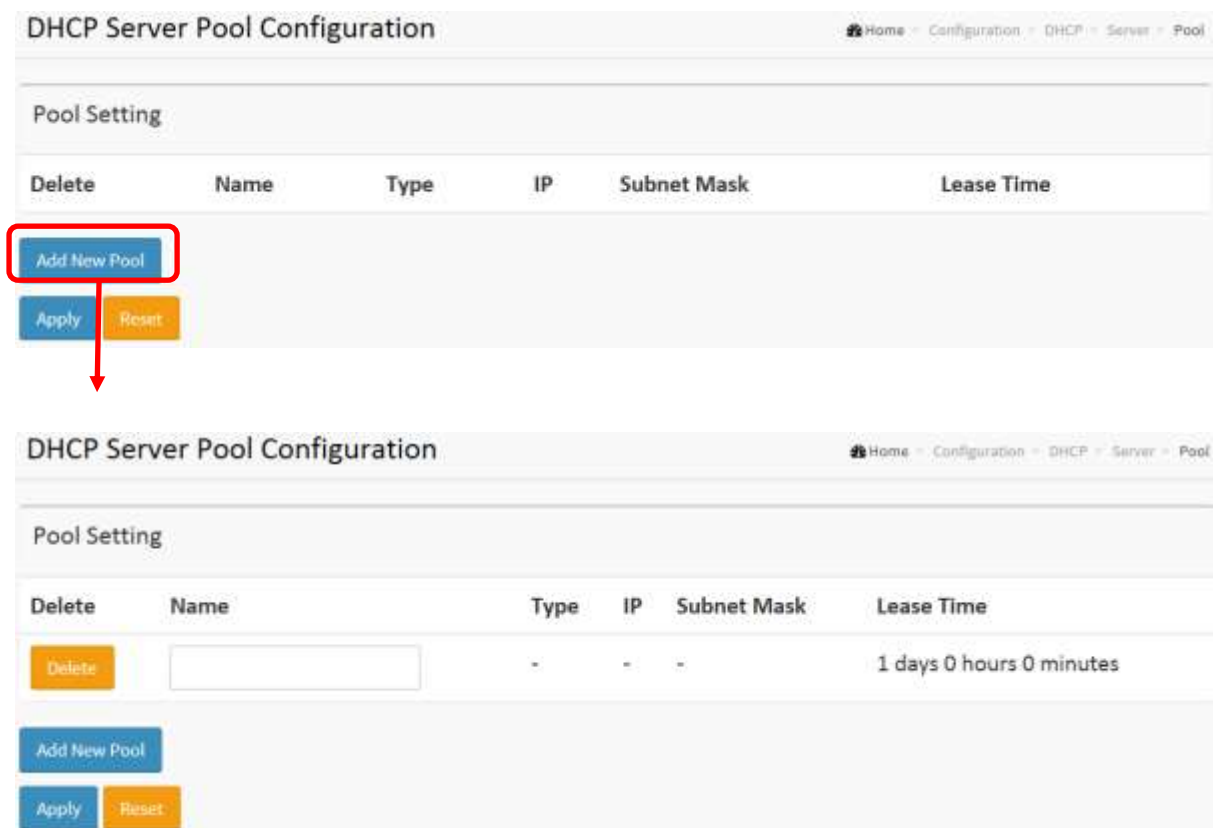 DHCP Server Pool Configuration Home - Configuration - DHCP - Server - Pool
Pool Setting
Delete Name Type IP Subnet Mask Lease Time
Add New Pool
Apply Reset
DHCP Server Pool Configuration Home - Configuration - DHCP - Server - Pool
Pool Setting
Delete Name Type IP Subnet Mask Lease Time
Delete - - - 1 days 0 hours 0 minutes
Add New Pool
Apply Reset